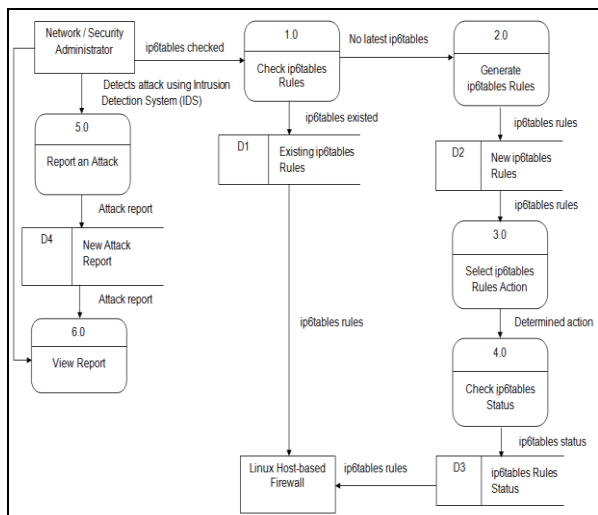 Network / Security
Administrator
ip6tables checked
1.0
Check ip6tables
Rules
No latest ip6tables
2.0
Generate
ip6tables Rules
Detects attack using Intrusion
Detection System (IDS)
5.0
Report an Attack
ip6tables existed
D1
Existing ip6tables
Rules
ip6tables rules
D2
New ip6tables
Rules
Attack report
D4
New Attack
Report
ip6tables rules
3.0
Select ip6tables
Rules Action
Attack report
6.0
View Report
ip6tables rules
Determined action
4.0
Check ip6tables
Status
ip6tables status
Linux Host-based
Firewall
ip6tables rules
D3
ip6tables Rules
Status